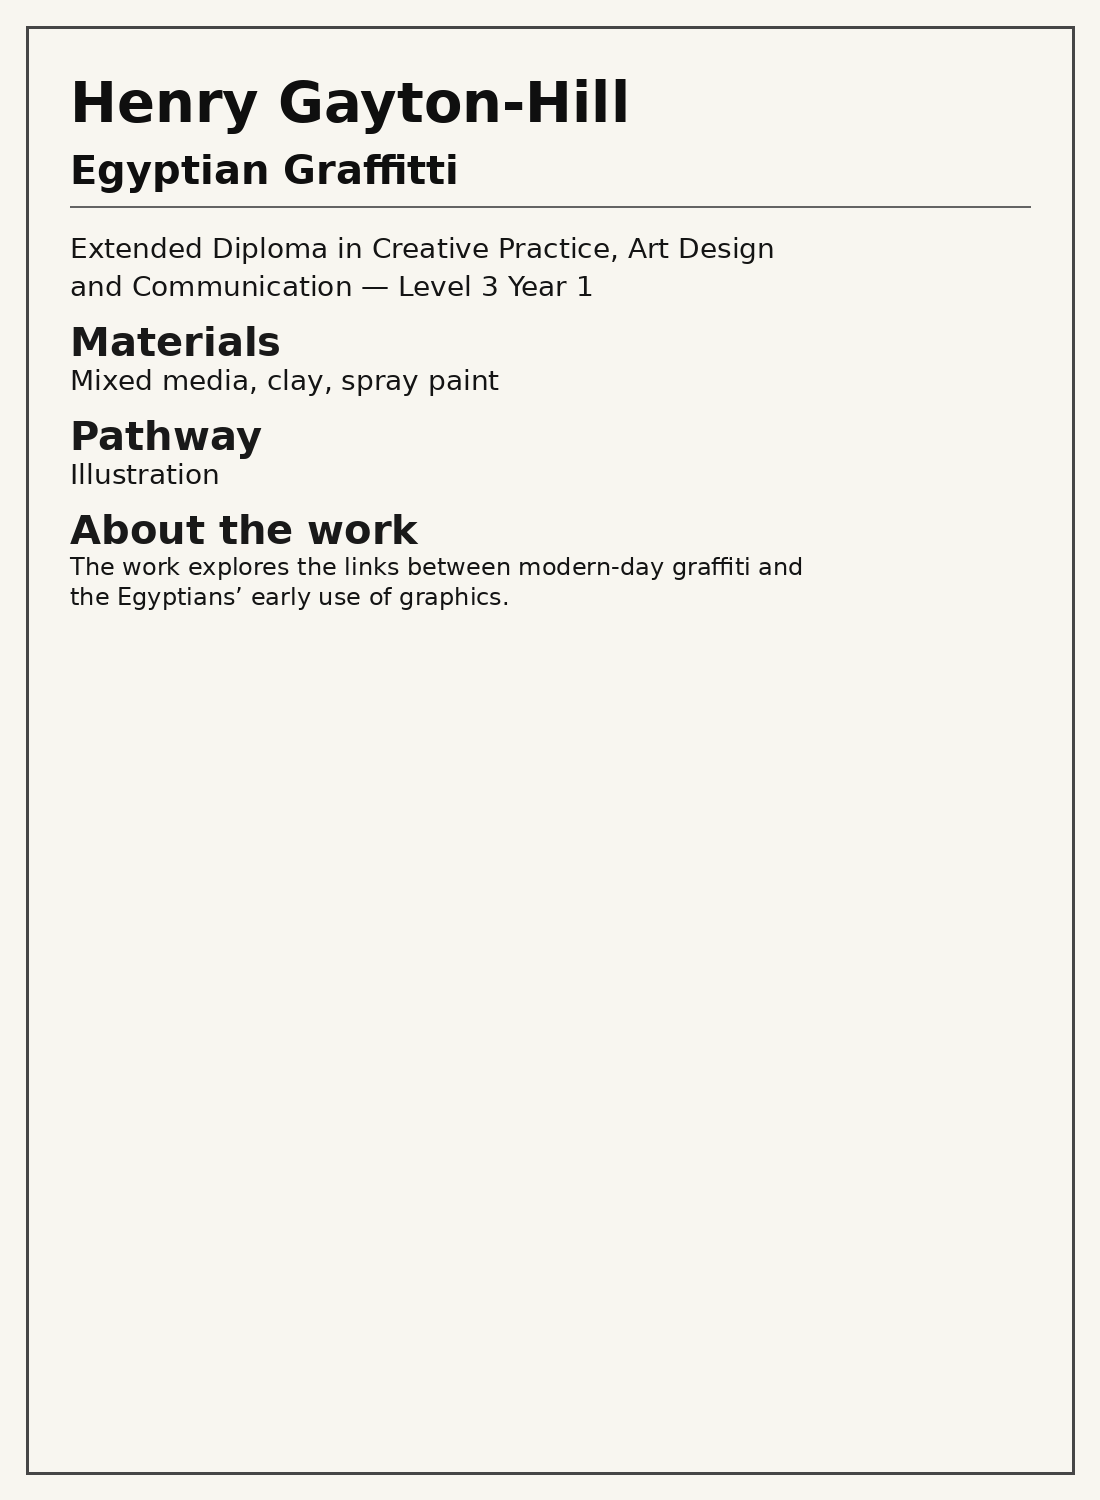 Henry Gayton-Hill
Egyptian Graffitti
Extended Diploma in Creative Practice, Art Design
and Communication — Level 3 Year 1
Materials
Mixed media, clay, spray paint
Pathway
Illustration
About the work
The work explores the links between modern-day graffiti and
the Egyptians’ early use of graphics.